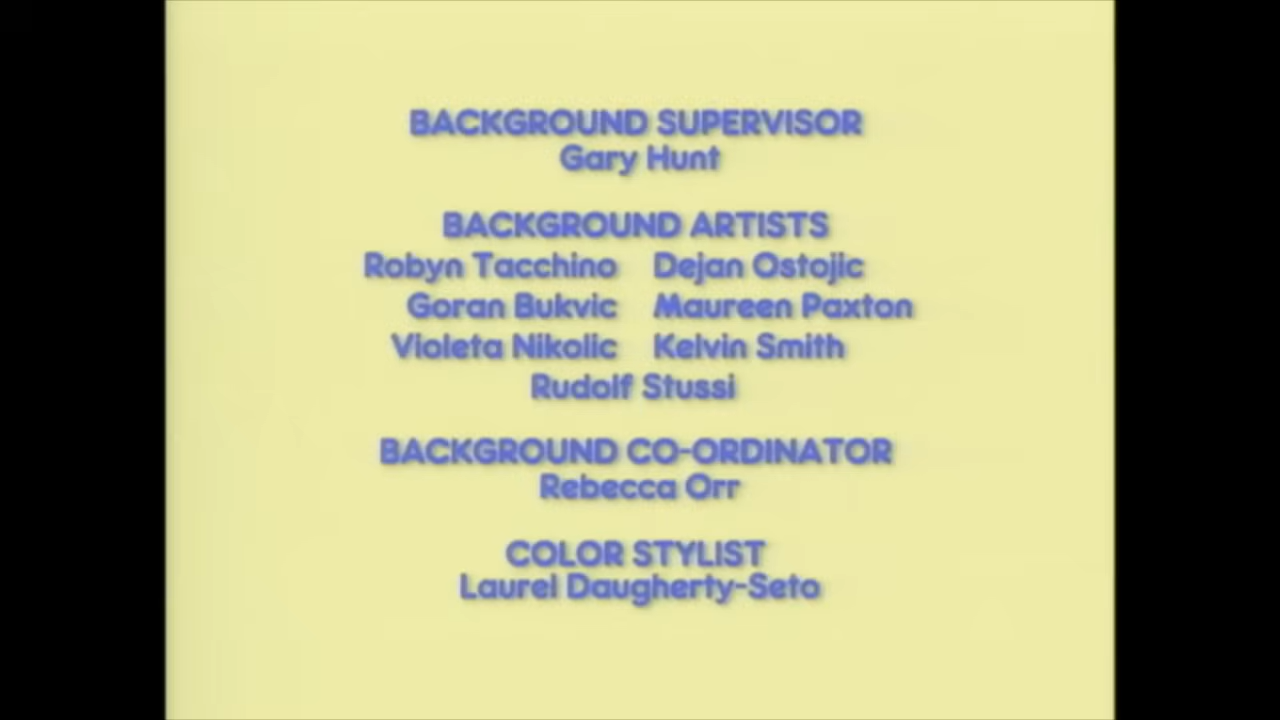 BACKGROUND SUPERVISOR
Gary Hunt
BACKGROUND ARTISTS
Robyn Tacchino Dejan Ostojic
Goran Bukvic Maureen Paxton
Violeta Nikolic Kelvin Smith
Rudolf Stussi
BACKGROUND CO-ORDINATOR
Rebecca Orr
COLOR STYLIST
Laurel Daugherty-Seto